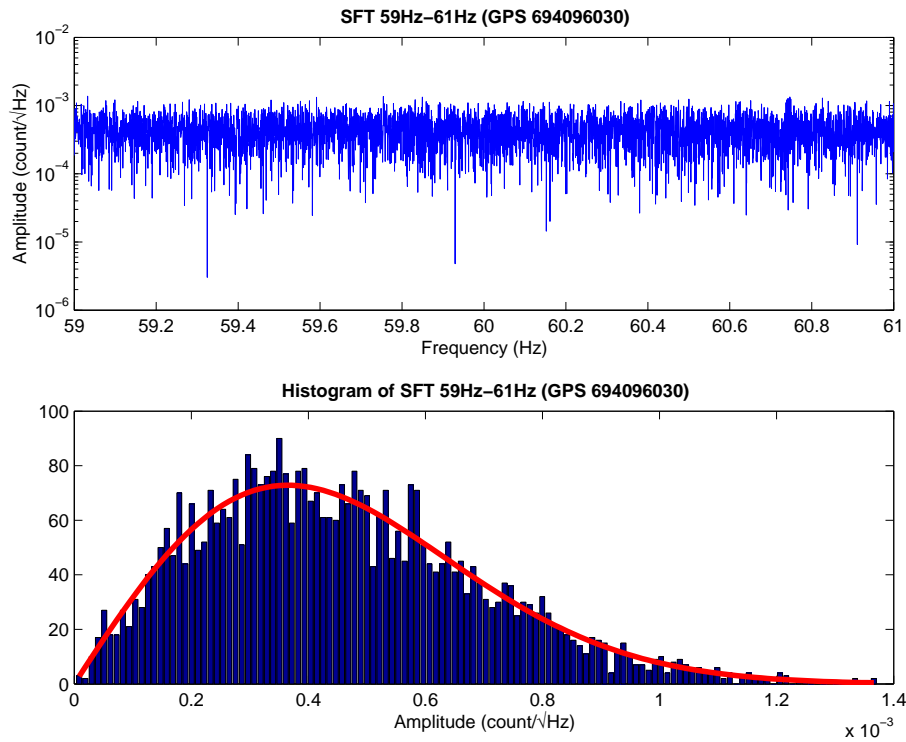 SFT 59Hz−61Hz (GPS 694096030)
10−2
10−3
10−4
10−5
10−6
Amplitude (count/√Hz)
59 59.2 59.4 59.6 59.8 60 60.2 60.4 60.6 60.8 61
Frequency (Hz)
Histogram of SFT 59Hz−61Hz (GPS 694096030)
100
80
60
40
20
0
0 0.2 0.4 0.6 0.8 1 1.2 1.4
Amplitude (count/√Hz)
x 10−3